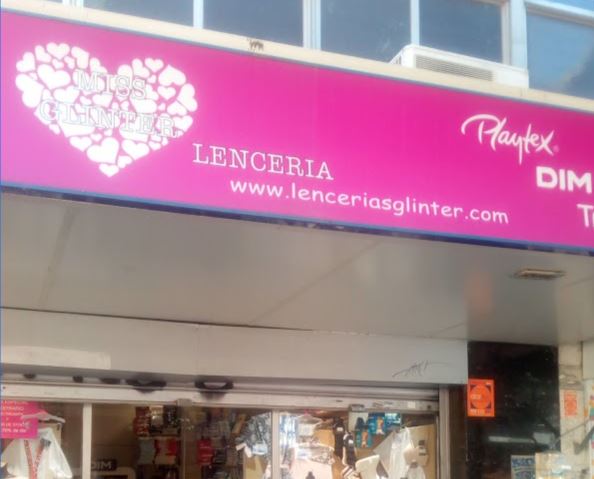 MISS
GLINTER
LENCERIA
www.lenceriasglinter.com
Playtex
DIM
DIM